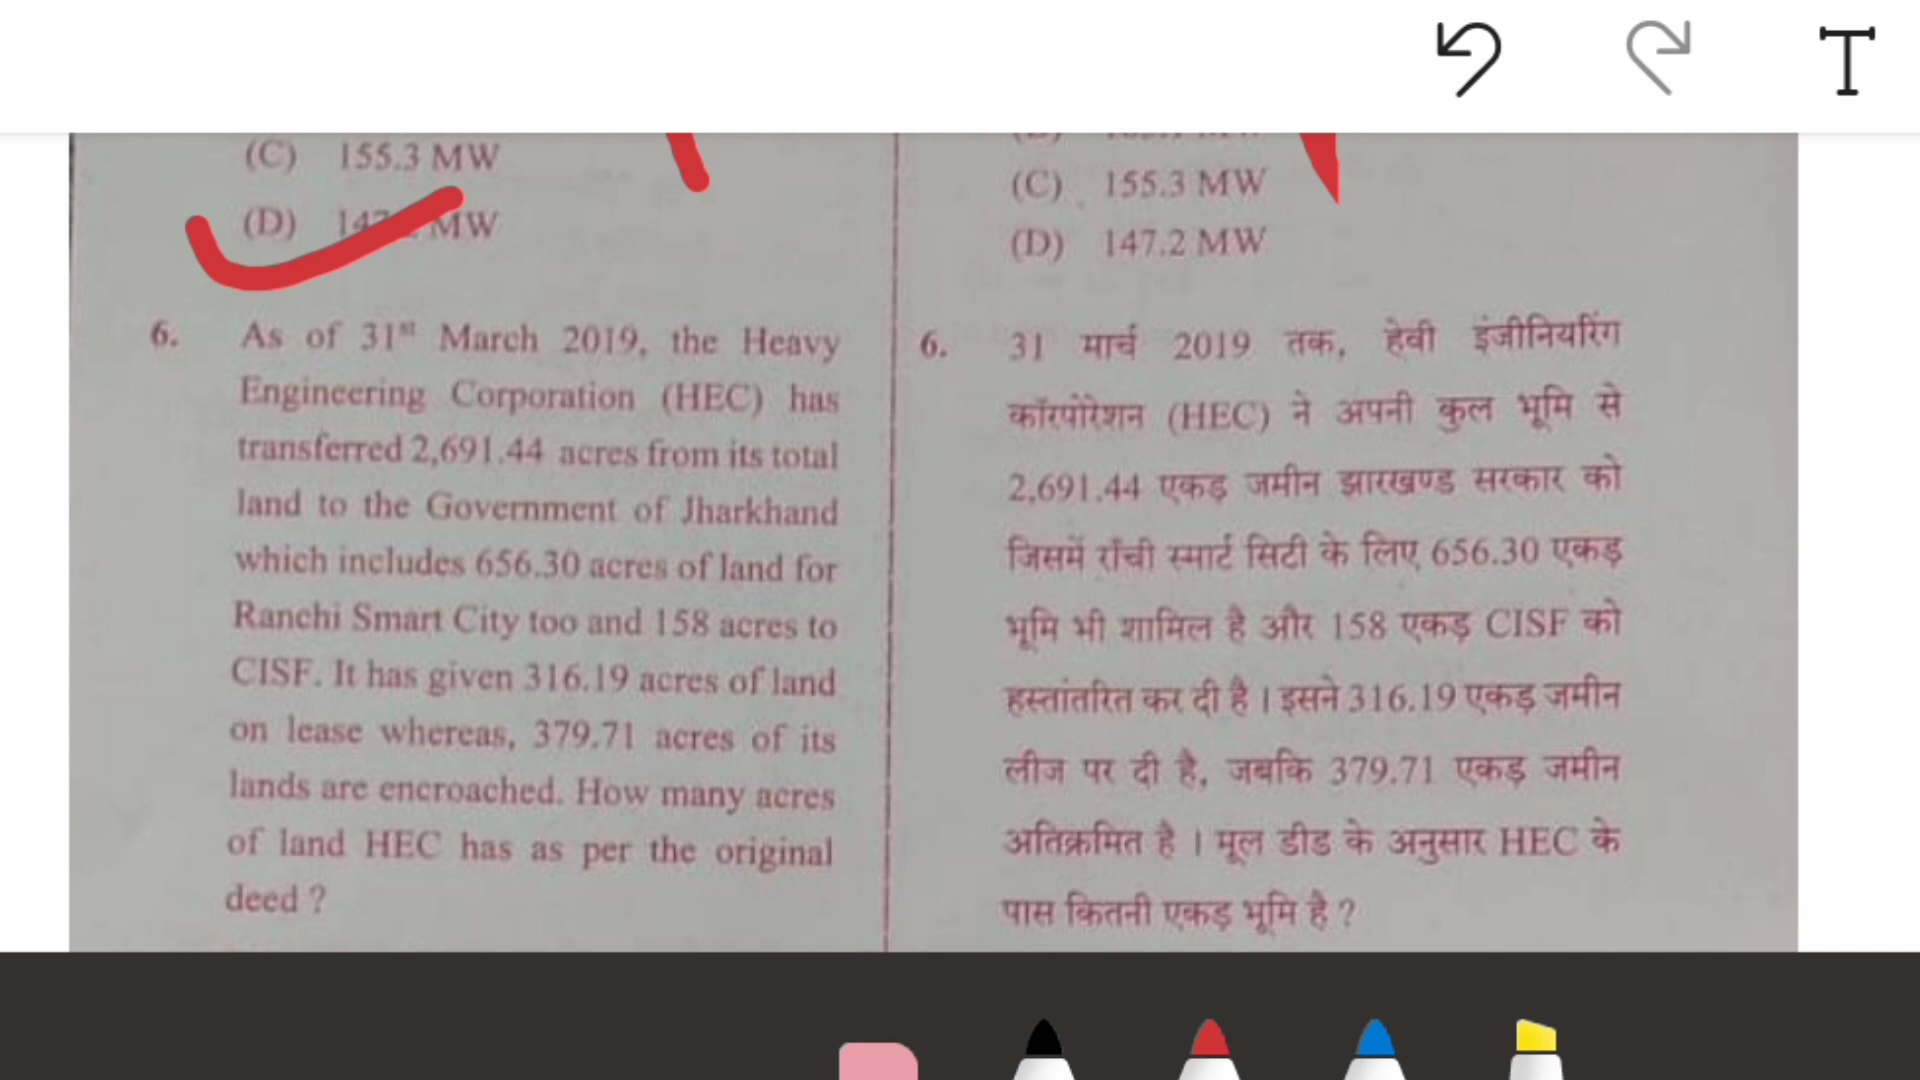 (C) 155.3 MW
(D) MW
6. As of 31st March 2019, the Heavy
Engineering Corporation (HEC) has
transferred 2,691.44 acres from its total
land to the Government of Jharkhand
which includes 656.30 acres of land for
Ranchi Smart City too and 158 acres to
CISF. It has given 316.19 acres of land
on lease whereas, 379.71 acres of its
lands are encroached. How many acres
of land HEC has as per the original
deed ?
(C) 155.3 MW
(D) 147.2 MW
6. 31 मार्च 2019 तक, हेवी इंजीनियरिंग
कॉरपोरेशन (HEC) ने अपनी कुल भूमि से
2,691.44 एकड़ जमीन झारखण्ड सरकार को
जिसमें राँची स्मार्ट सिटी के लिए 656.30 एकड़
भूमि भी शामिल है और 158 एकड़ CISF को
हस्तांतरित कर दी है । इसने 316.19 एकड़ जमीन
लीज पर दी है, जबकि 379.71 एकड़ जमीन
अतिक्रमित है । मूल डीड के अनुसार HEC के
पास कितनी एकड़ भूमि है ?